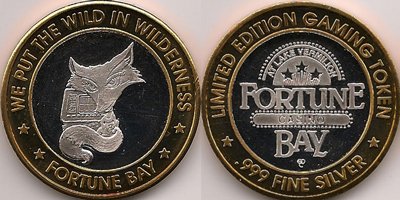 WE PUT THE WILD IN WILDERNESS
FORTUNE BAY
LIMITED EDITION GAMING TOKEN
AT LAKE VERMILION
FORTUNE
CASINO
BAY
.999 FINE SILVER